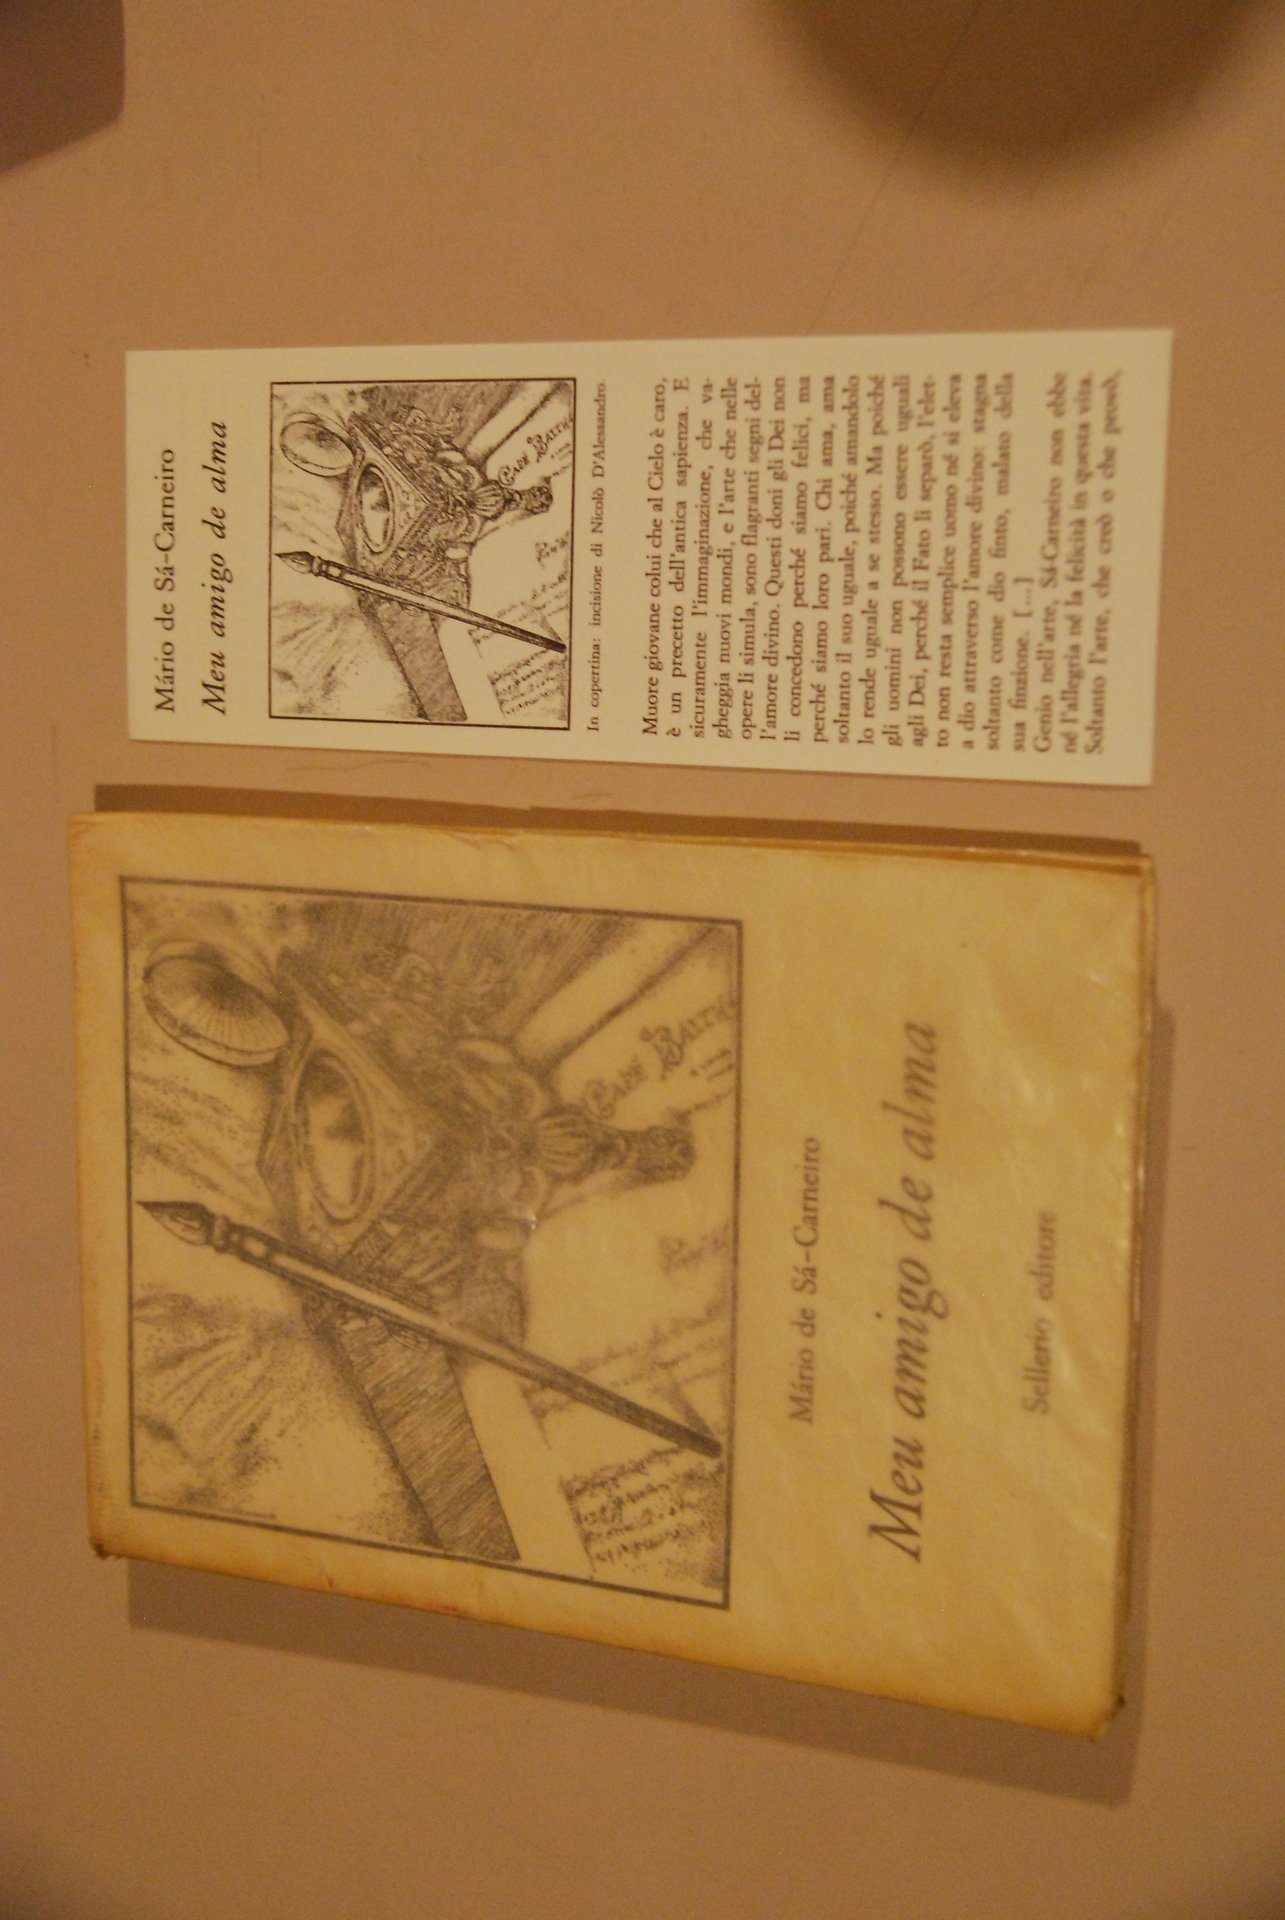 Mário de Sá-Carneiro
Meu amigo de alma
CAFÉ
In copertina: incisione di Nicolò D'Alessandro.
Muore giovane colui che al Cielo è caro,
è un precetto dell'antica sapienza. E
sicuramente l'immaginazione, che va-
gheggia nuovi mondi, e l'arte che nelle
opere li simula, sono flagranti segni del-
l'amore divino. Questi doni gli Dei non
li concedono perché siamo felici, ma
perché siamo loro pari. Chi ama, ama
soltanto il suo uguale, poiché amandolo
lo rende uguale a se stesso. Ma poiché
gli uomini non possono essere uguali
agli Dei, perché il Fato li separò, l'elet-
to non resta semplice uomo né si eleva
a dio attraverso l'amore divino: stagna
soltanto come dio finto, malato della
sua finzione. [...]
Genio nell'arte, Sá-Carneiro non ebbe
né l'allegria né la felicità in questa vita.
Soltanto l'arte, che creò o che provò,
CAFÉ
Mário de Sá-Carneiro
Meu amigo de alma
Sellerio editore